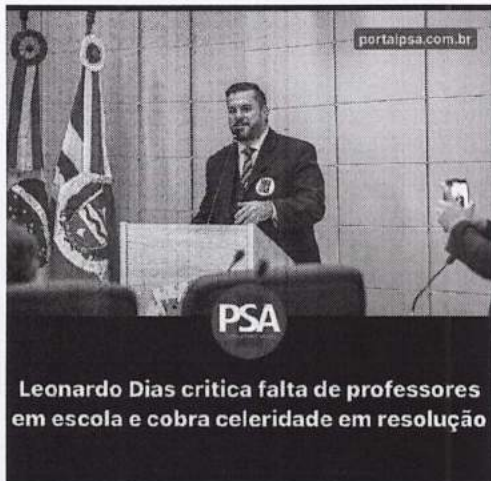 portalpsa.com.br
PSA
Leonardo Dias critica falta de professores
em escola e cobra celeridade em resolução